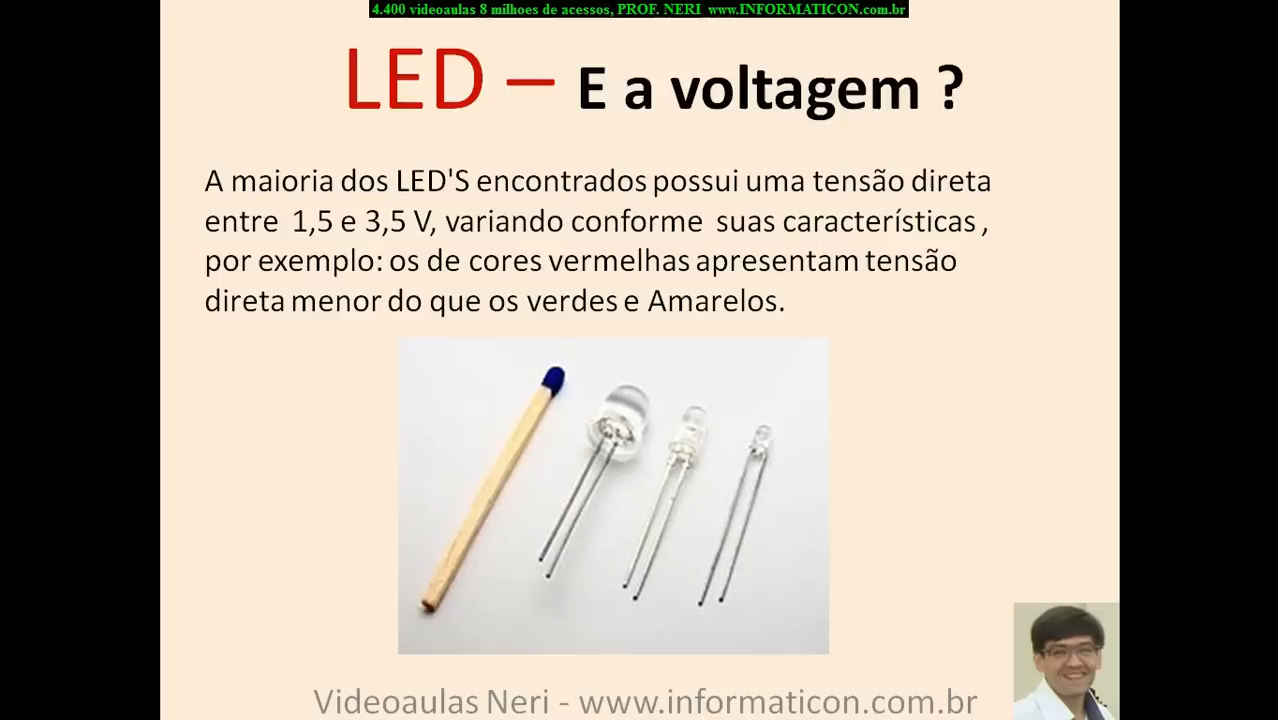 4.400 videoaulas 8 milhoes de acessos, PROF. NERI www.INFORMATICON.com.br
LED – E a voltagem ?
A maioria dos LED'S encontrados possui uma tensão direta
entre 1,5 e 3,5 V, variando conforme suas características ,
por exemplo: os de cores vermelhas apresentam tensão
direta menor do que os verdes e Amarelos.
Videoaulas Neri - www.informaticon.com.br